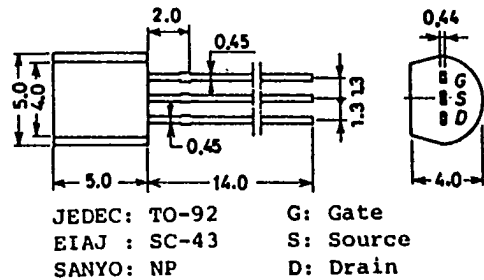 2.0
0.45
0.44
5.0
4.0
1.3
1.3
G
S
D
0.45
5.0
14.0
4.0
JEDEC: TO-92 G: Gate
EIAJ : SC-43 S: Source
SANYO: NP D: Drain